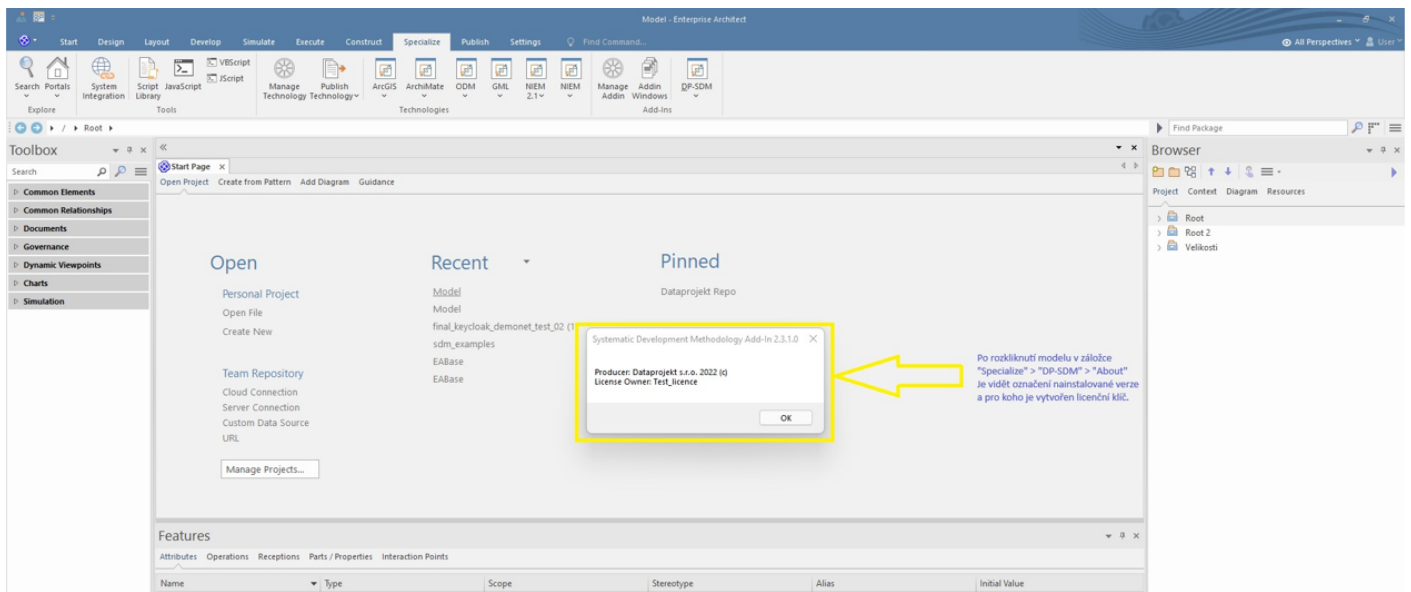 Model - Enterprise Architect
Start Design Layout Develop Simulate Execute Construct Specialize Publish Settings Find Command... All Perspectives User
Search Portals System Integration Script Library JavaScript VBScript JScript Manage Technology Publish Technology ArcGIS ArchiMate ODM GML NIEM 2.1 NIEM Manage Addin Addin Windows DP-SDM
Explore Tools Technologies Add-Ins
/ Root Find Package
Toolbox
Search
Common Elements
Common Relationships
Documents
Governance
Dynamic Viewpoints
Charts
Simulation
Start Page
Open Project Create from Pattern Add Diagram Guidance
Open
Personal Project
Open File
Create New
Team Repository
Cloud Connection
Server Connection
Custom Data Source
URL
Manage Projects...
Recent
Model
Model
final_keycloak_demonet_test_02 (1
sdm_examples
EABase
EABase
Pinned
Dataprojekt Repo
Systematic Development Methodology Add-In 2.3.1.0
Producer: Dataprojekt s.r.o. 2022 (c)
License Owner: Test_licence
OK
Po rozkliknutí modelu v záložce
"Specialize" > "DP-SDM" > "About"
Je vidět označení nainstalované verze
a pro koho je vytvořen licenční klíč.
Browser
Project Context Diagram Resources
Root
Root 2
Velikosti
Features
Attributes Operations Receptions Parts / Properties Interaction Points
Name Type Scope Stereotype Alias Initial Value